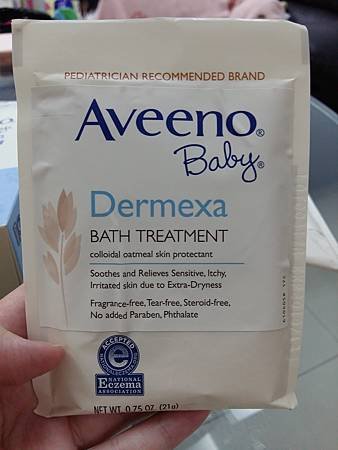 PEDIATRICIAN RECOMMENDED BRAND
Aveeno®
Baby®
Dermexa
BATH TREATMENT
colloidal oatmeal skin protectant
Soothes and Relieves Sensitive, Itchy,
Irritated skin due to Extra-Dryness
Fragrance-free, Tear-free, Steroid-free,
No added Paraben, Phthalate
ACCEPTED
e
NATIONAL
Eczema
ASSOCIATION
NET WT. 0.75 OZ. (21g)